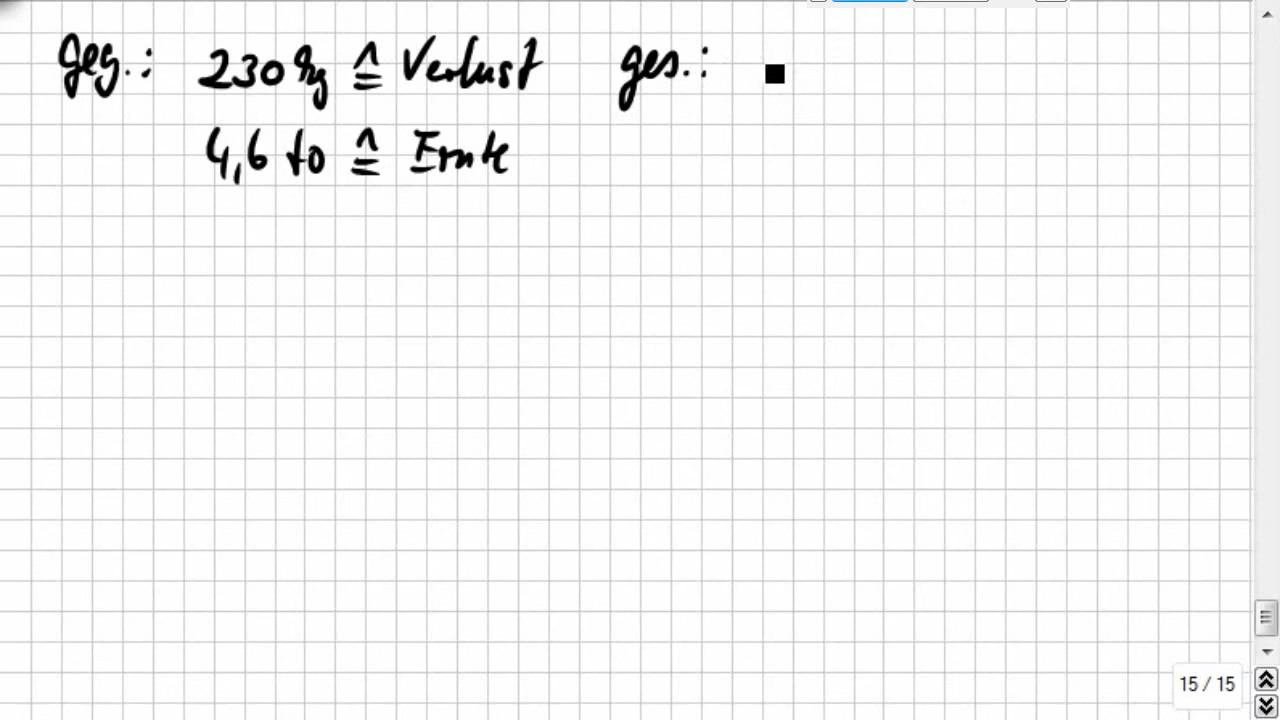 geg.: 230 kg ≙ Verlust ges.:
4,6 to ≙ Ernte
15 / 15